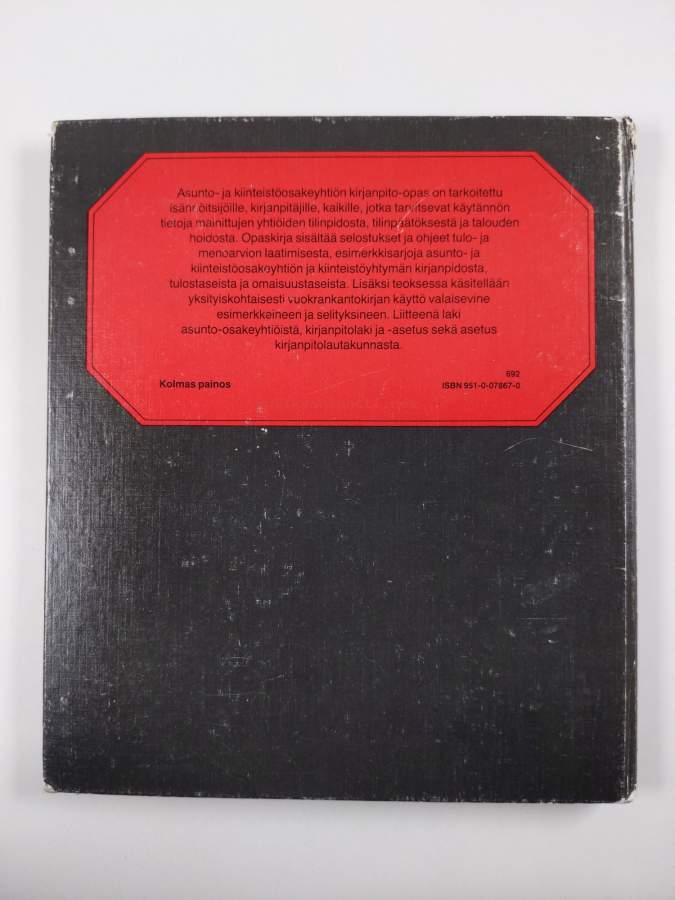 Asunto- ja kiinteistöosakeyhtiön kirjanpito-opas on tarkoitettu
isännöitsijöille, kirjanpitäjille, kaikille, jotka tarvitsevat käytännön
tietoja mainittujen yhtiöiden tilinpidosta, tilinpäätöksestä ja talouden
hoidosta. Opaskirja sisältää selostukset ja ohjeet tulo- ja
menoarvion laatimisesta, esimerkkisarjoja asunto- ja
kiinteistöosakeyhtiön ja kiinteistöyhtymän kirjanpidosta,
tulostaseista ja omaisuustaseista. Lisäksi teoksessa käsitellään
yksityiskohtaisesti vuokrankantokirjan käyttö valaisevine
esimerkkeineen ja selityksineen. Liitteenä laki
asunto-osakeyhtiöistä, kirjanpitolaki ja -asetus sekä asetus
kirjanpitolautakunnasta.
692
Kolmas painos ISBN 951-0-07867-0